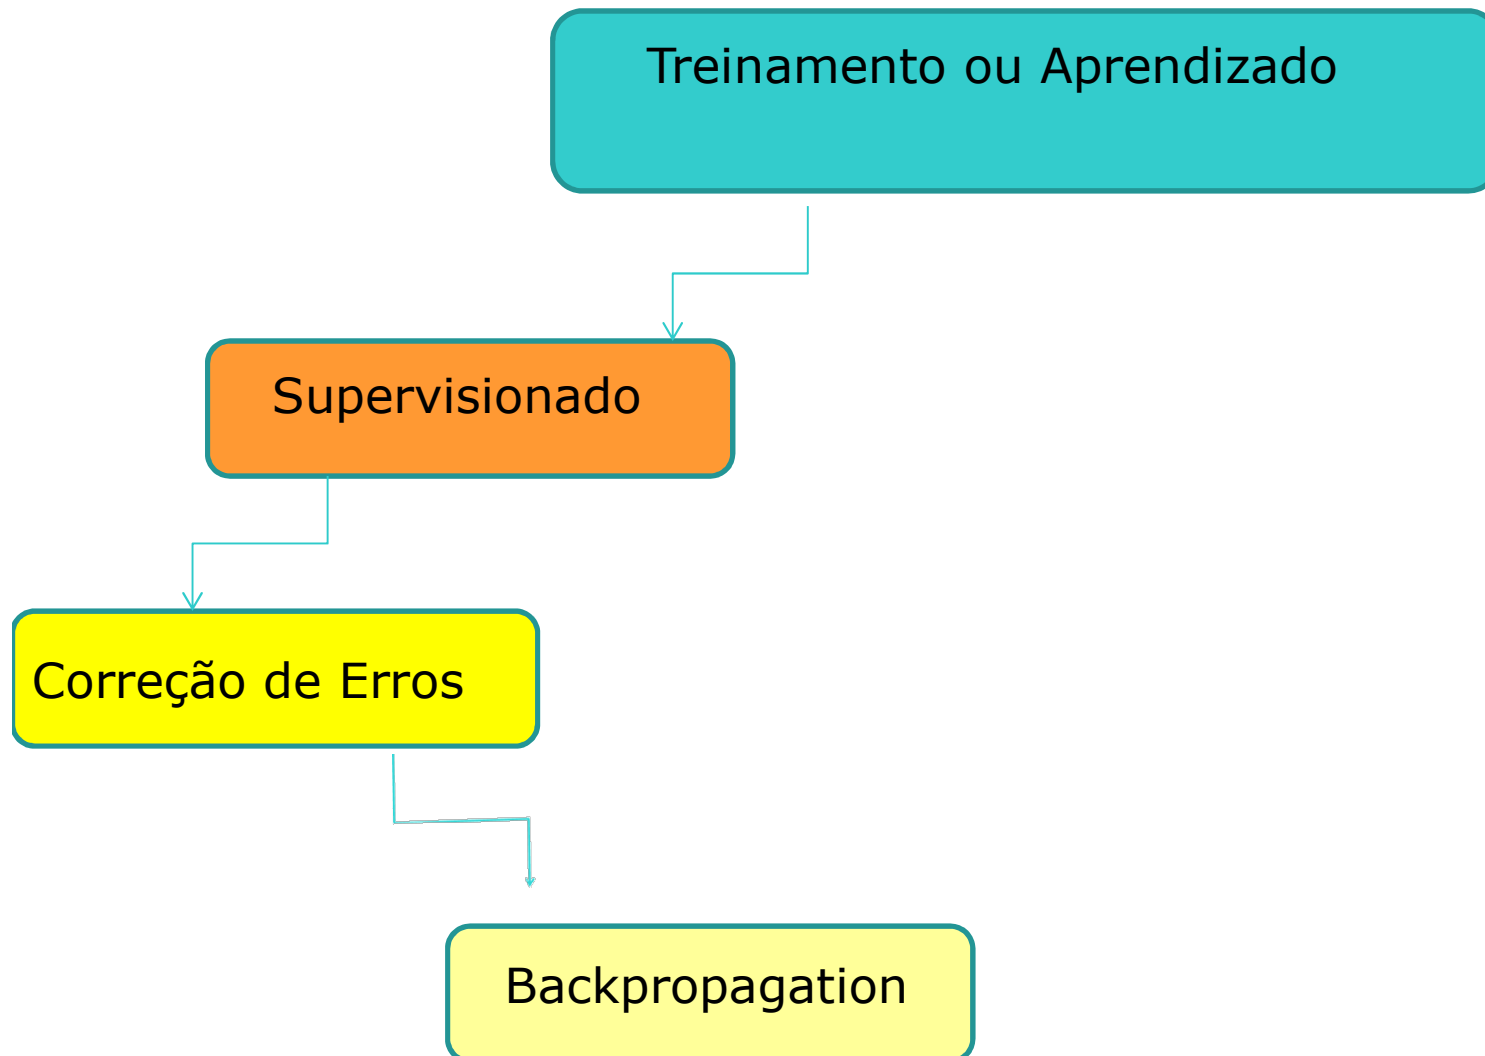 Treinamento ou Aprendizado
Supervisionado
Correção de Erros
Backpropagation